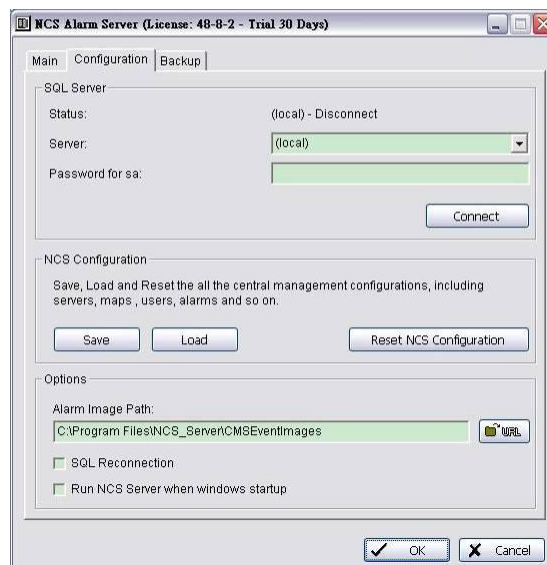 NCS Alarm Server (License: 48-8-2 - Trial 30 Days)
Main Configuration Backup
SQL Server
Status: (local) - Disconnect
Server: (local)
Password for sa:
Connect
NCS Configuration
Save, Load and Reset the all the central management configurations, including
servers, maps , users, alarms and so on.
Save Load Reset NCS Configuration
Options
Alarm Image Path:
C:\Program Files\NCS_Server\CMSEventImages URL
SQL Reconnection
Run NCS Server when windows startup
OK Cancel